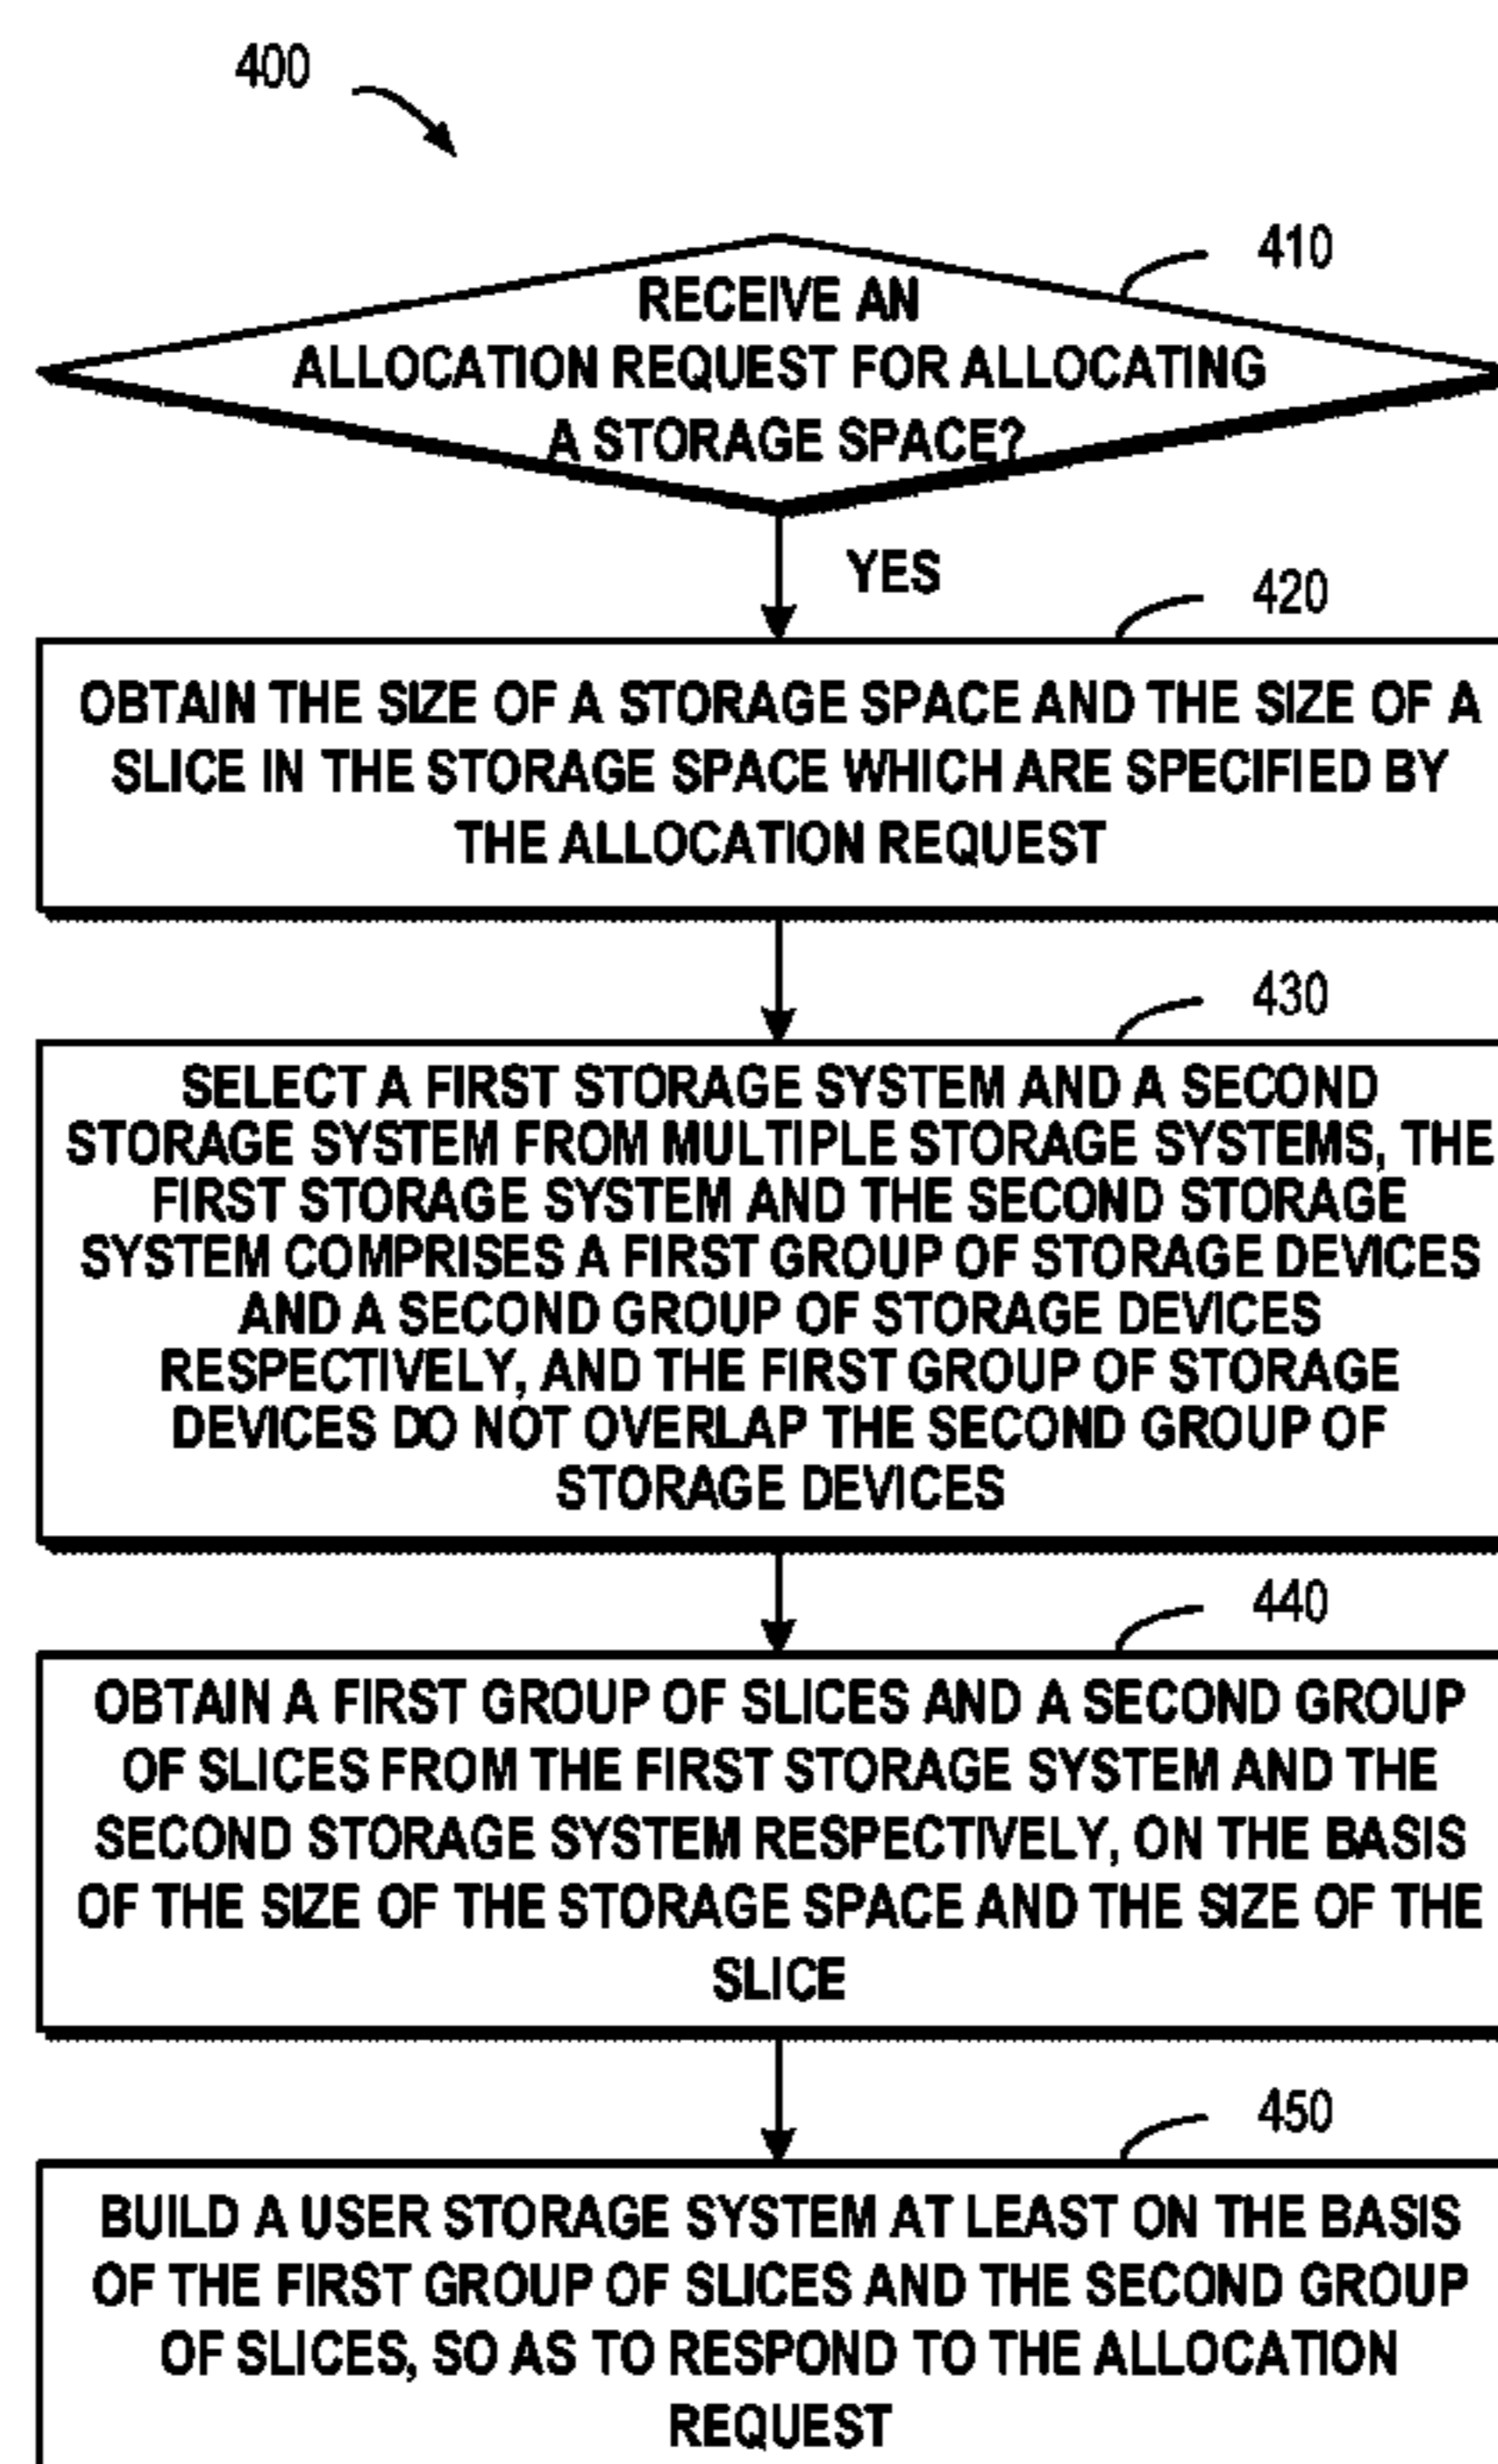 400
410
RECEIVE AN
ALLOCATION REQUEST FOR ALLOCATING
A STORAGE SPACE?
YES
420
OBTAIN THE SIZE OF A STORAGE SPACE AND THE SIZE OF A
SLICE IN THE STORAGE SPACE WHICH ARE SPECIFIED BY
THE ALLOCATION REQUEST
430
SELECT A FIRST STORAGE SYSTEM AND A SECOND
STORAGE SYSTEM FROM MULTIPLE STORAGE SYSTEMS, THE
FIRST STORAGE SYSTEM AND THE SECOND STORAGE
SYSTEM COMPRISES A FIRST GROUP OF STORAGE DEVICES
AND A SECOND GROUP OF STORAGE DEVICES
RESPECTIVELY, AND THE FIRST GROUP OF STORAGE
DEVICES DO NOT OVERLAP THE SECOND GROUP OF
STORAGE DEVICES
440
OBTAIN A FIRST GROUP OF SLICES AND A SECOND GROUP
OF SLICES FROM THE FIRST STORAGE SYSTEM AND THE
SECOND STORAGE SYSTEM RESPECTIVELY, ON THE BASIS
OF THE SIZE OF THE STORAGE SPACE AND THE SIZE OF THE
SLICE
450
BUILD A USER STORAGE SYSTEM AT LEAST ON THE BASIS
OF THE FIRST GROUP OF SLICES AND THE SECOND GROUP
OF SLICES, SO AS TO RESPOND TO THE ALLOCATION
REQUEST